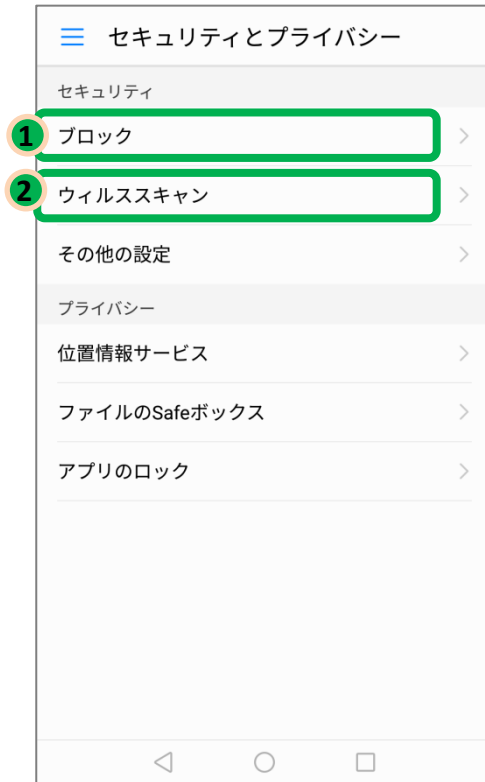 セキュリティとプライバシー
セキュリティ
1 ブロック
2 ウィルススキャン
その他の設定
プライバシー
位置情報サービス
ファイルのSafeボックス
アプリのロック